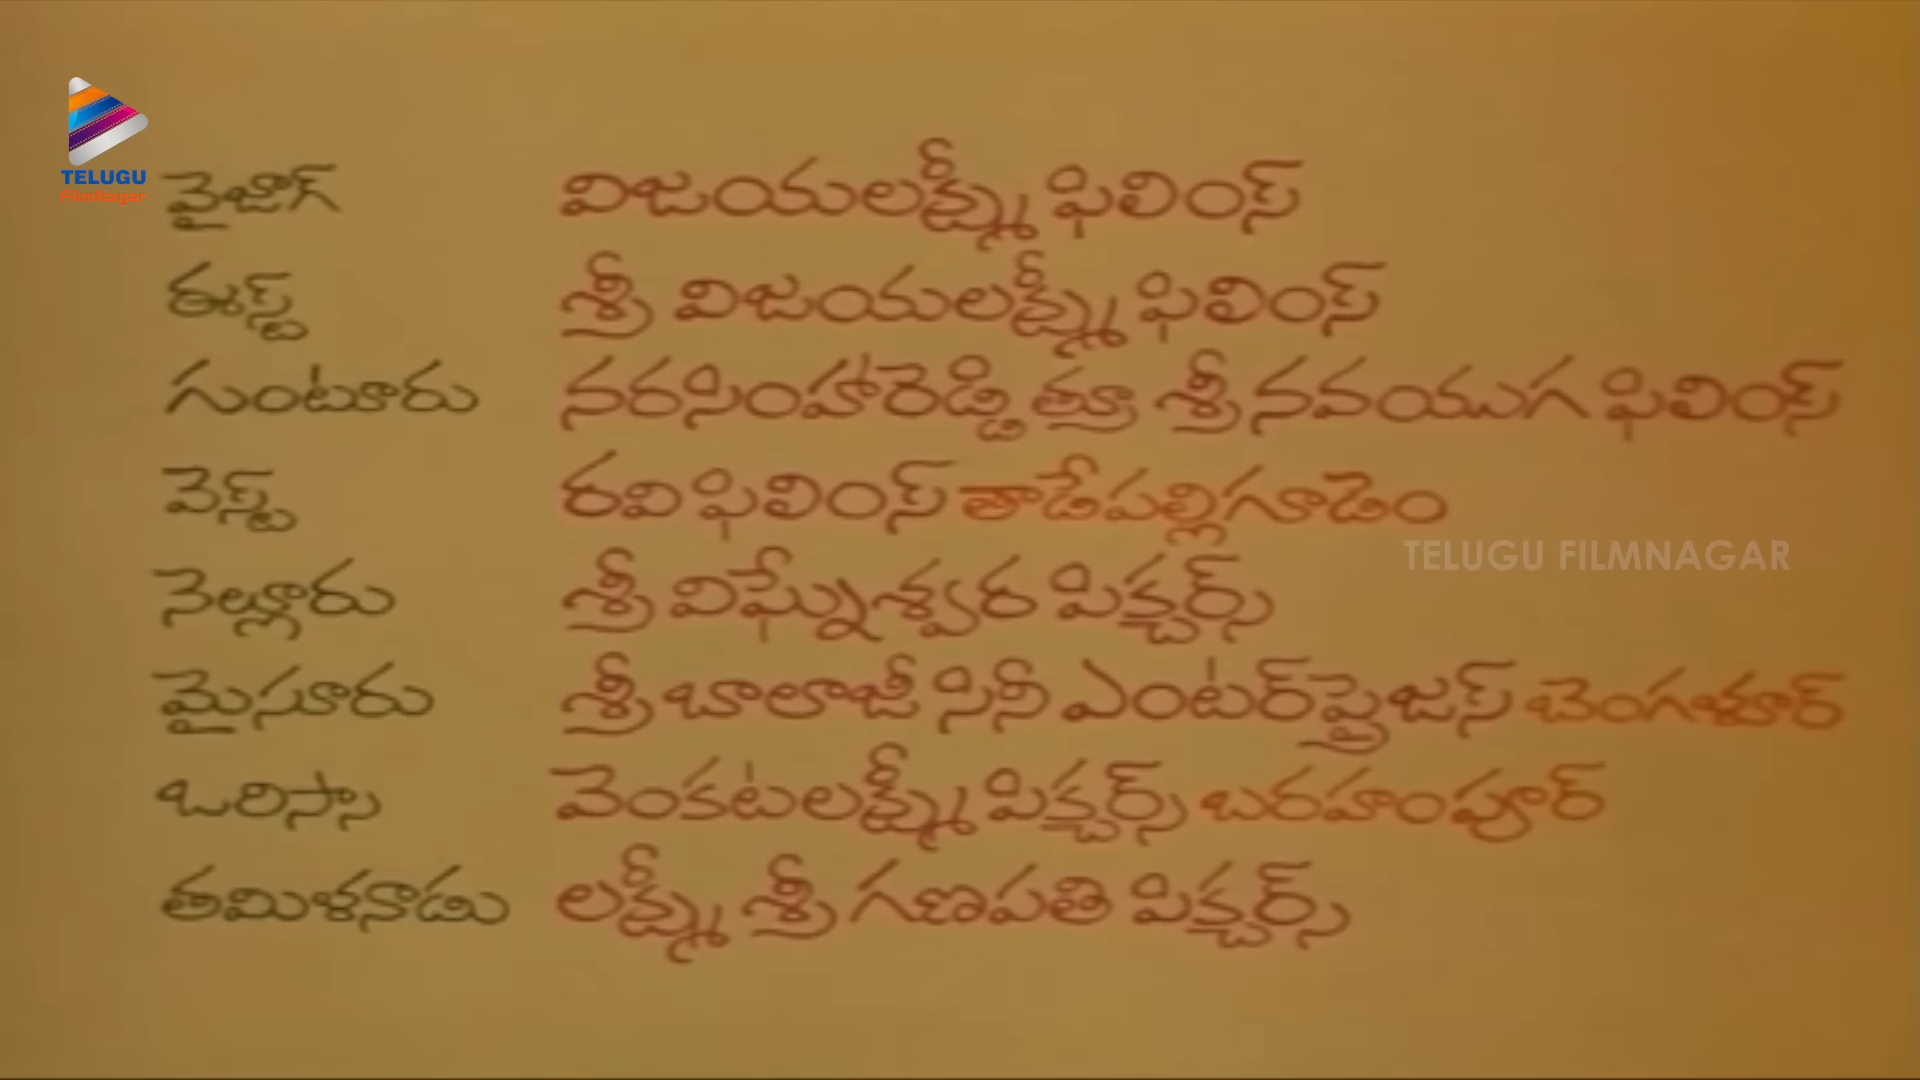 TELUGU
FilmNagar
వైజాగ్ విజయలక్ష్మీ ఫిలింస్
ఈస్ట్ శ్రీ విజయలక్ష్మీ ఫిలింస్
గుంటూరు నరసింహారెడ్డి త్రూ శ్రీ నవయుగ ఫిలింస్
వెస్ట్ రవి ఫిలింస్ తాడేపల్లిగూడెం
TELUGU FILMNAGAR
నెల్లూరు శ్రీ విఘ్నేశ్వర పిక్చర్స్
మైసూరు శ్రీ బాలాజీ సినీ ఎంటర్‌ప్రైజస్ బెంగళూర్
ఒరిస్సా వెంకటలక్ష్మీ పిక్చర్స్ బరహంపూర్
తమిళనాడు లక్ష్మీ శ్రీ గణపతి పిక్చర్స్